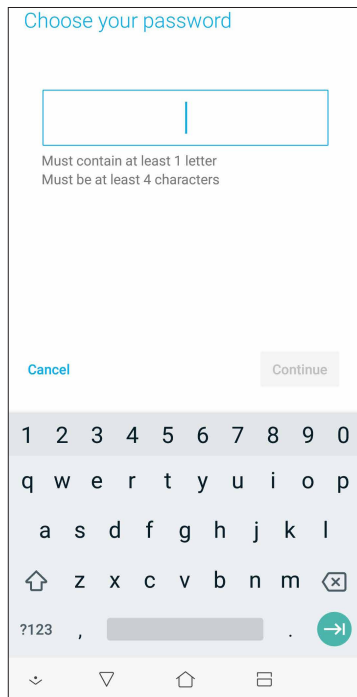 Choose your password
Must contain at least 1 letter
Must be at least 4 characters
Cancel Continue
1 2 3 4 5 6 7 8 9 0
q w e r t y u i o p
a s d f g h j k l
z x c v b n m
?123 , .